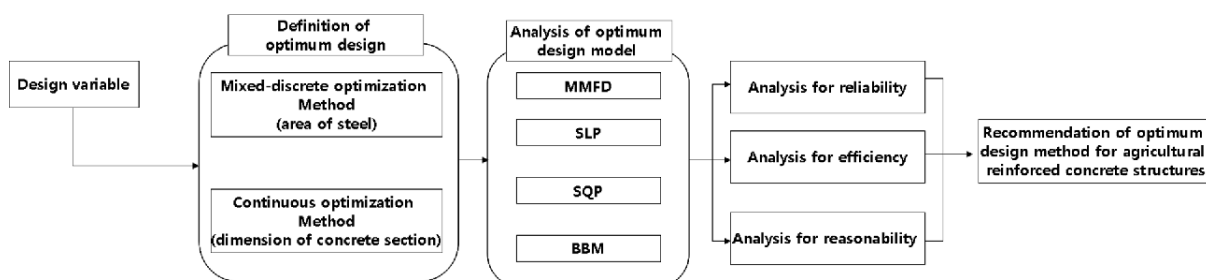 Design variable
Definition of
optimum design
Mixed-discrete optimization
Method
(area of steel)
Continuous optimization
Method
(dimension of concrete section)
Analysis of optimum
design model
MMFD
SLP
SQP
BBM
Analysis for reliability
Analysis for efficiency
Analysis for reasonability
Recommendation of optimum
design method for agricultural
reinforced concrete structures